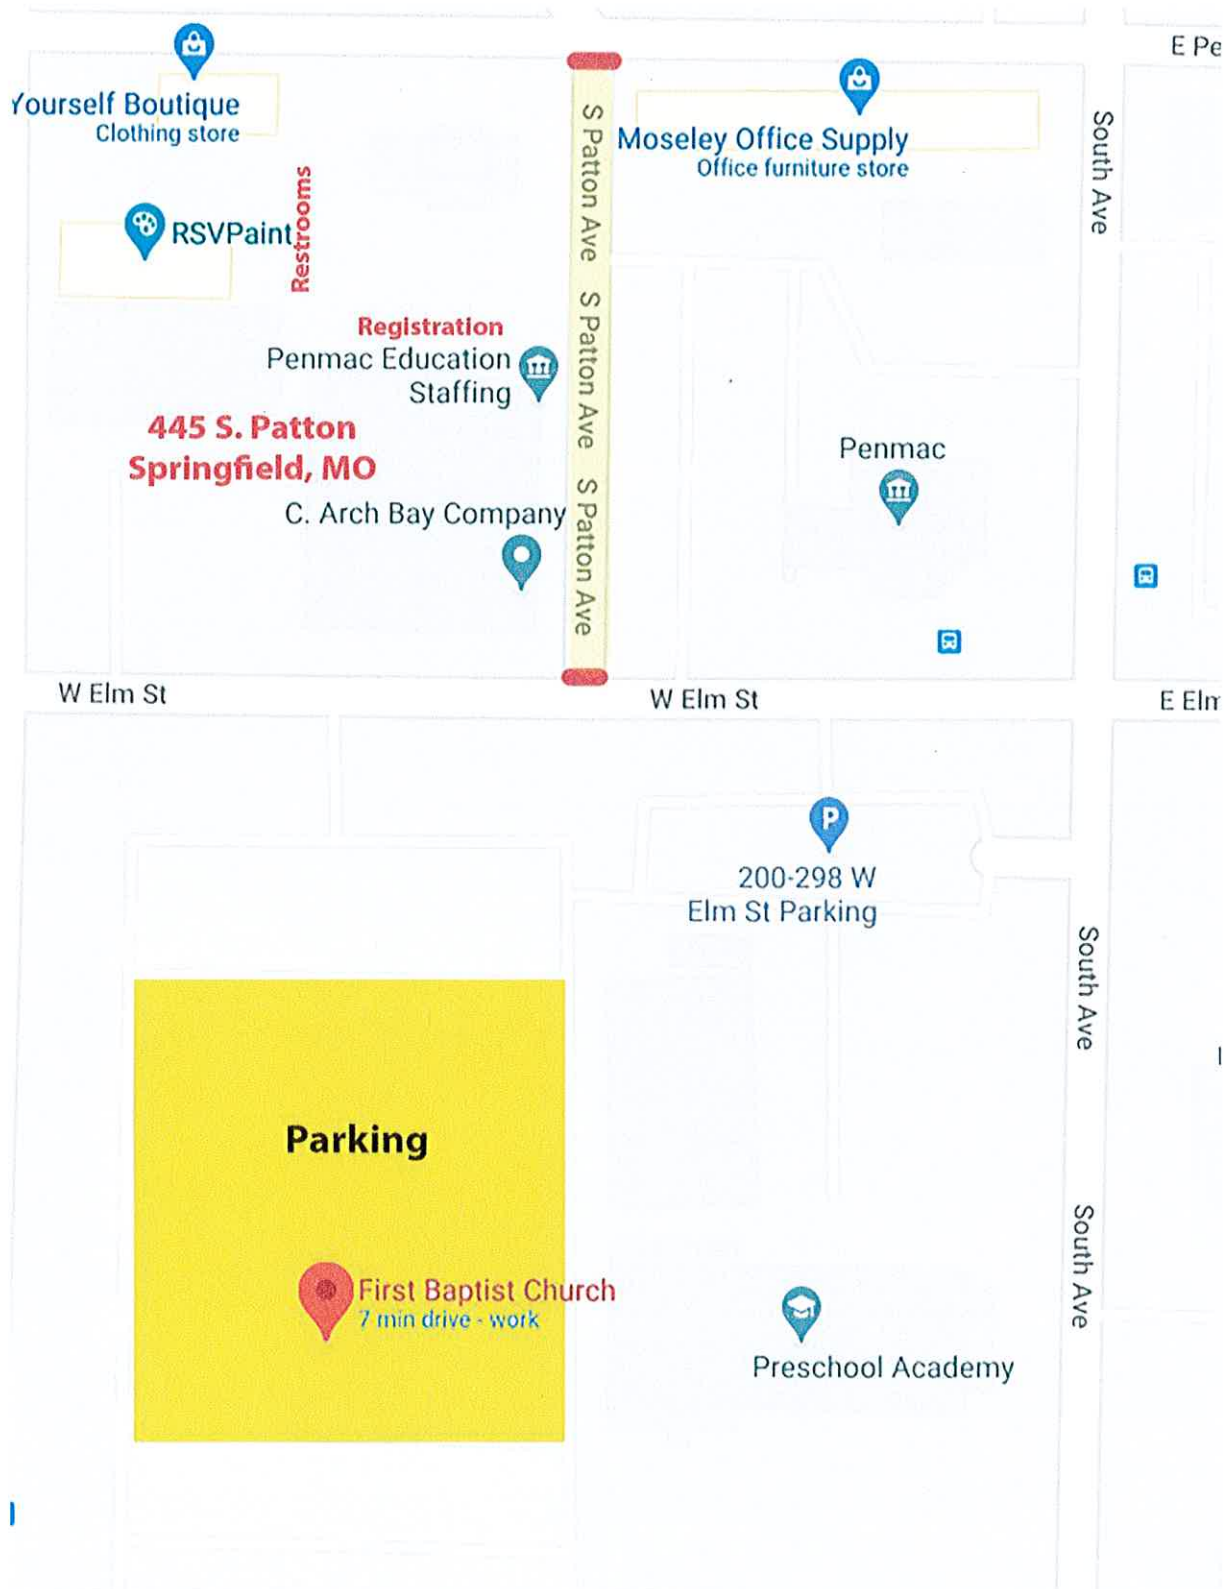 E Pe
Yourself Boutique
Clothing store
Moseley Office Supply
Office furniture store
S Patton Ave
South Ave
Restrooms
RSVPaint
Registration
Penmac Education
Staffing
S Patton Ave
445 S. Patton
Springfield, MO
Penmac
C. Arch Bay Company
S Patton Ave
W Elm St
W Elm St
E Elm
P
200-298 W
Elm St Parking
South Ave
Parking
South Ave
First Baptist Church
7 min drive - work
Preschool Academy